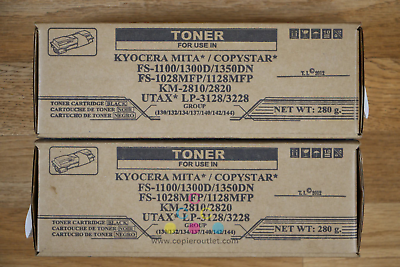 TONER
FOR USE IN
KYOCERA MITA* / COPYSTAR*
FS-1100/1300D/1350DN
FS-1028MFP/1128MFP
KM-2810/2820
UTAX* LP-3128/3228
GROUP
(130/132/134/137/140/142/144)
TONER CARTRIDGE BLACK
CARTOUCHE DE TONER NOIR
CARTUCHO DE TONER NEGRO
T.I.©2012
NET WT: 280 g.
TONER
FOR USE IN
KYOCERA MITA* / COPYSTAR*
FS-1100/1300D/1350DN
FS-1028MFP/1128MFP
KM-2810/2820
UTAX* LP-3128/3228
GROUP
(130/132/134/137/140/142/144)
TONER CARTRIDGE BLACK
CARTOUCHE DE TONER NOIR
CARTUCHO DE TONER NEGRO
T.I.©2012
NET WT: 280 g.
www.copieroutlet.com